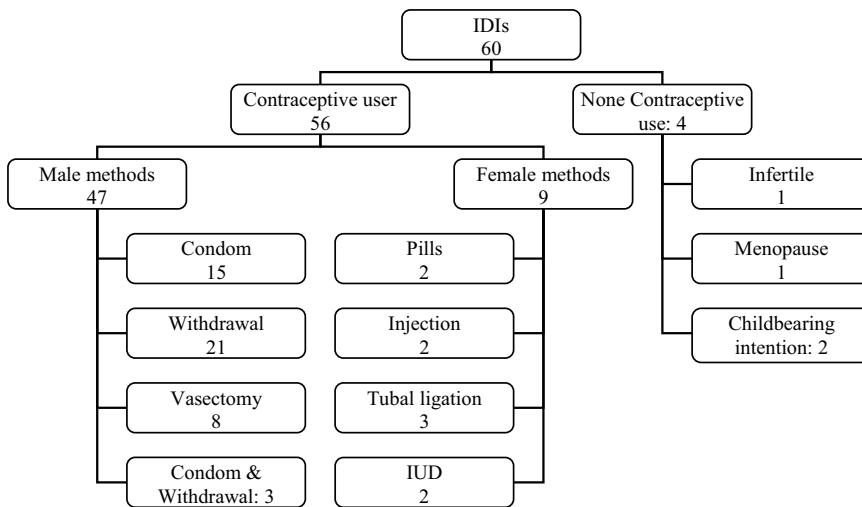 IDIs
60
Contraceptive user
56
None Contraceptive
use: 4
Male methods
47
Female methods
9
Infertile
1
Condom
15
Pills
2
Menopause
1
Withdrawal
21
Injection
2
Childbearing
intention: 2
Vasectomy
8
Tubal ligation
3
Condom &
Withdrawal: 3
IUD
2